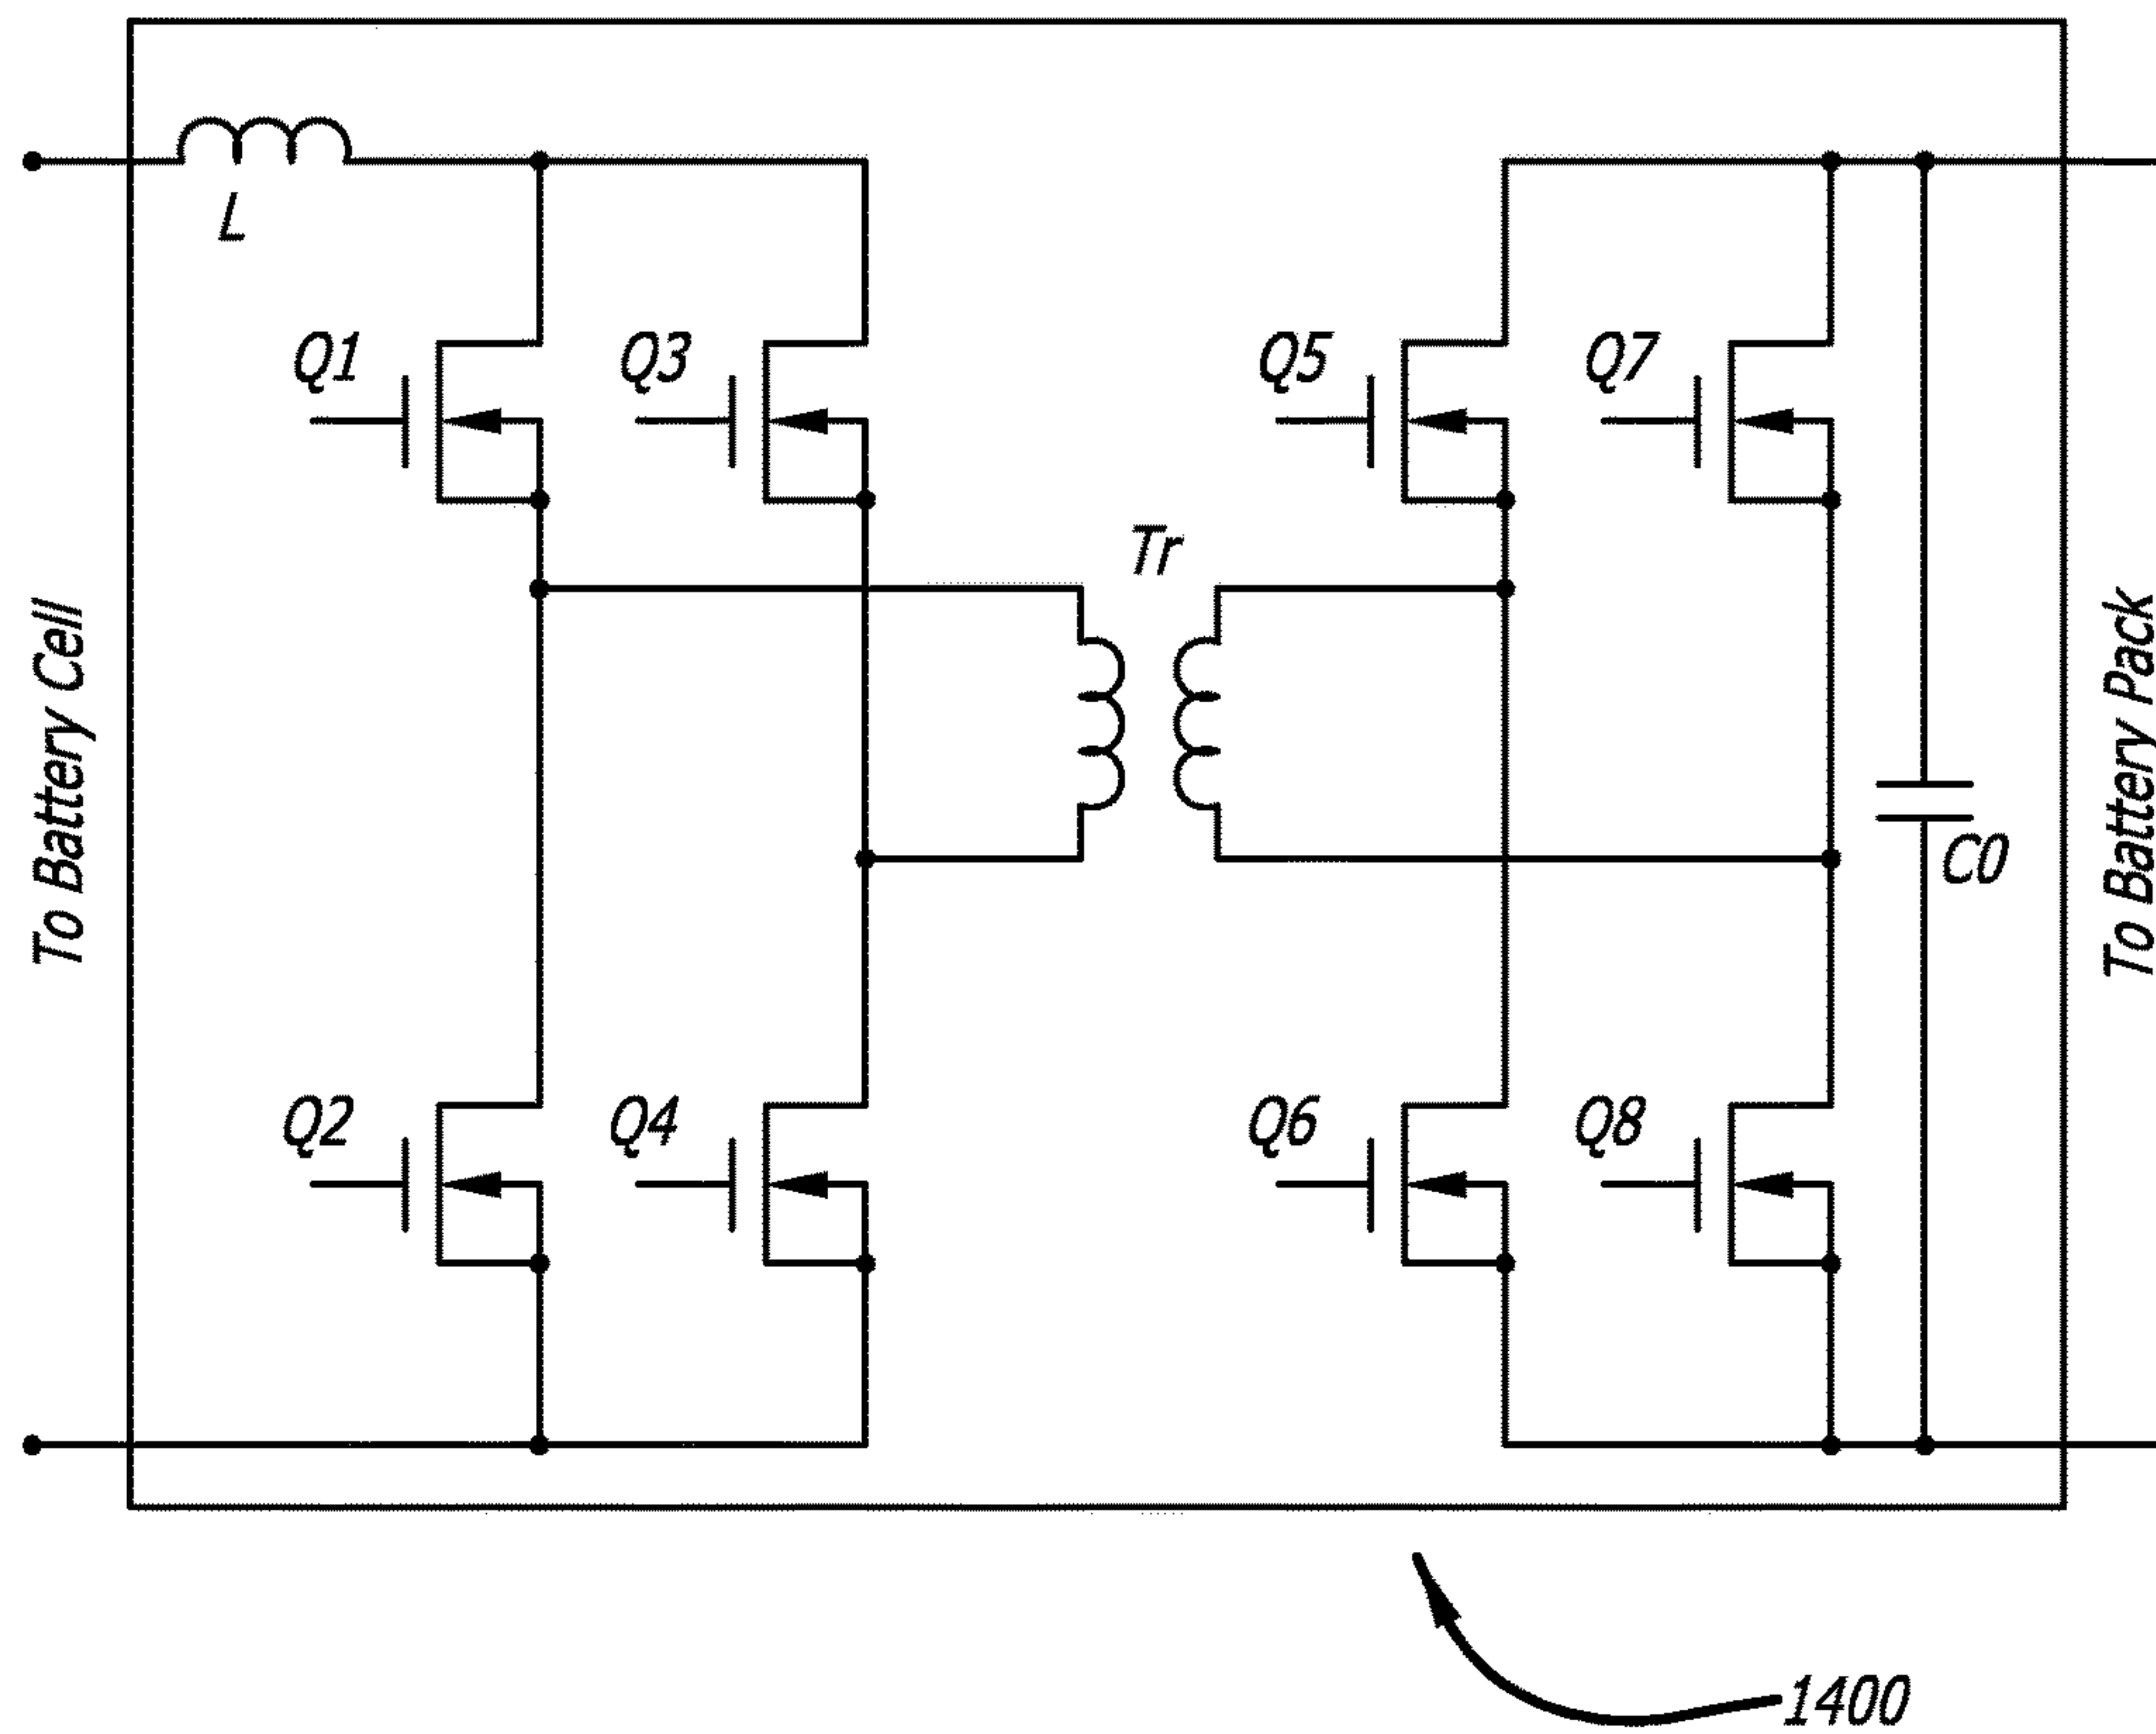 L
Q1
Q3
Q5
Q7
Tr
To Battery Cell
To Battery Pack
C0
Q2
Q4
Q6
Q8
1400